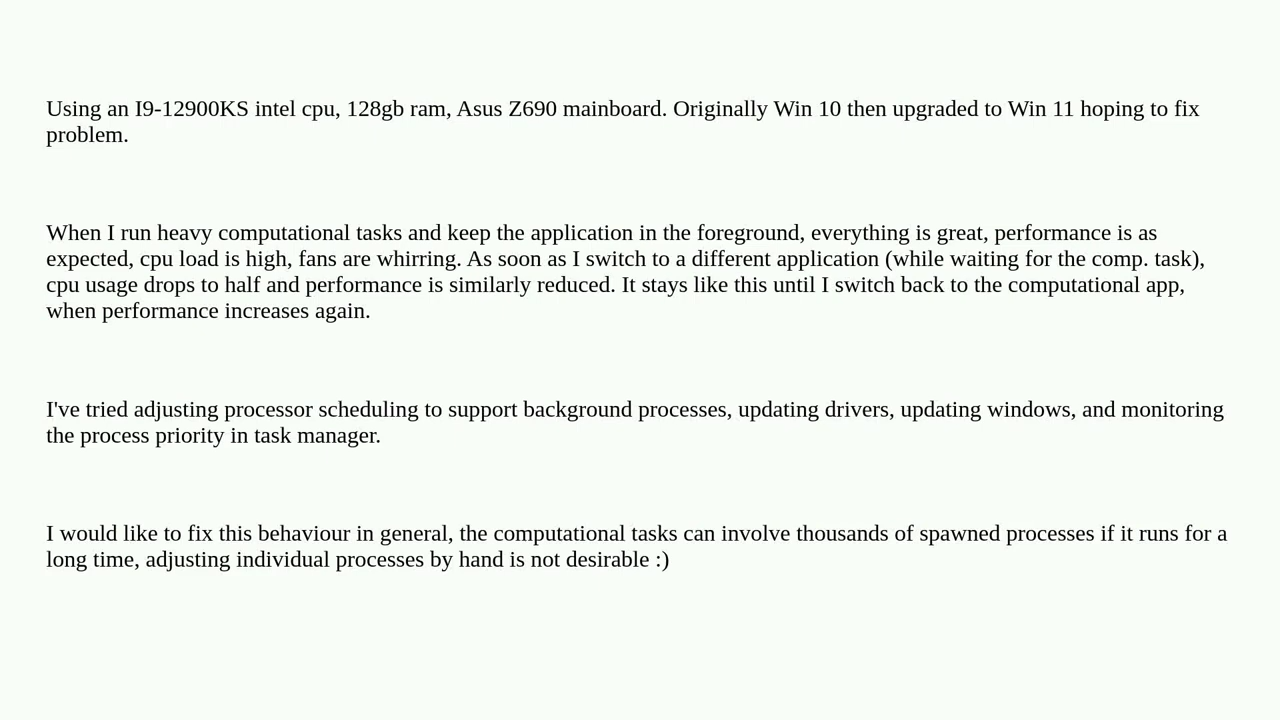 Using an I9-12900KS intel cpu, 128gb ram, Asus Z690 mainboard. Originally Win 10 then upgraded to Win 11 hoping to fix
problem.
When I run heavy computational tasks and keep the application in the foreground, everything is great, performance is as
expected, cpu load is high, fans are whirring. As soon as I switch to a different application (while waiting for the comp. task),
cpu usage drops to half and performance is similarly reduced. It stays like this until I switch back to the computational app,
when performance increases again.
I've tried adjusting processor scheduling to support background processes, updating drivers, updating windows, and monitoring
the process priority in task manager.
I would like to fix this behaviour in general, the computational tasks can involve thousands of spawned processes if it runs for a
long time, adjusting individual processes by hand is not desirable :)